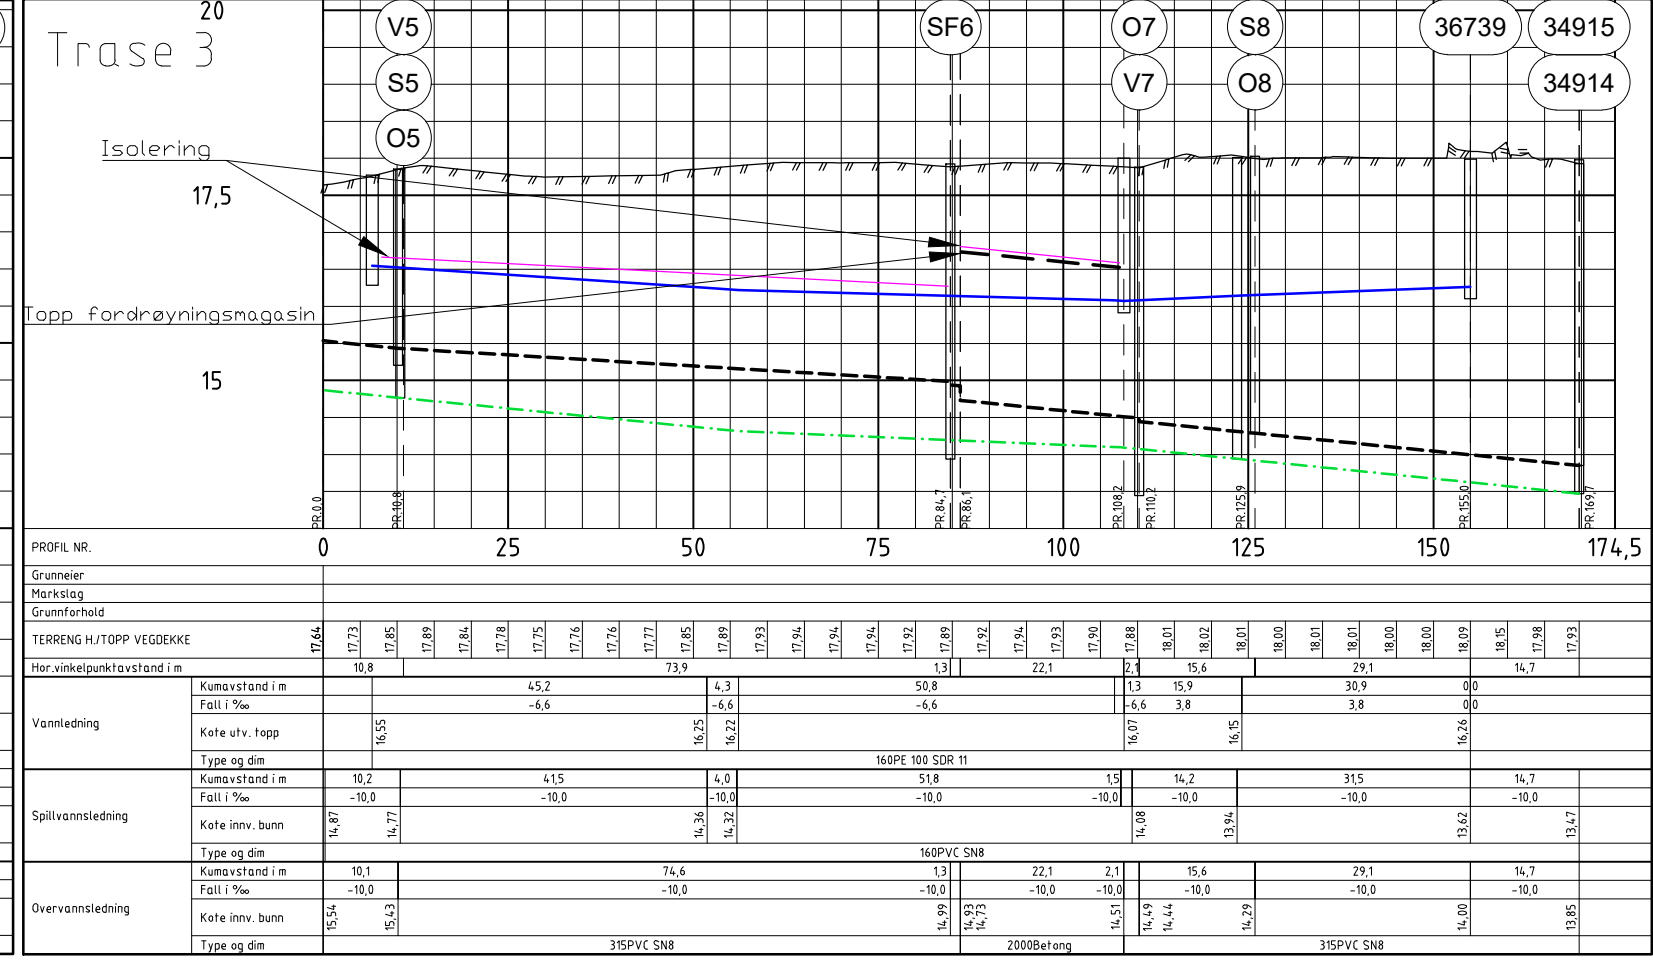 20
Trase 3
V5
SF6
O7
S8
36739
34915
S5
V7
O8
34914
O5
Isolering
17,5
Topp fordrøyningsmagasin
15
PR.0.0
PR.10,8
PR.84,7
PR.86,1
PR.108,2
PR.110,2
PR.125,9
PR.155,0
PR.169,7
PROFIL NR. 0 25 50 75 100 125 150 174,5
Grunneier
Markslag
Grunnforhold
TERRENG H./TOPP VEGDEKKE 17,64 17,73 17,85 17,89 17,84 17,78 17,75 17,76 17,76 17,77 17,85 17,89 17,93 17,94 17,94 17,94 17,92 17,89 17,92 17,94 17,93 17,90 17,88 18,01 18,02 18,01 18,00 18,01 18,01 18,00 18,00 18,09 18,15 17,98 17,93
Hor.vinkelpunktavstand i m 10,8 73,9 1,3 22,1 2,1 15,6 29,1 14,7
Vannledning
Kumavstand i m 45,2 4,3 50,8 1,3 15,9 30,9 0,0
Fall i ‰ -6,6 -6,6 -6,6 -6,6 3,8 3,8 0,0
Kote utv. topp 16,55 16,25 16,22 16,07 16,15 16,26
Type og dim 160PE 100 SDR 11
Spillvannsledning
Kumavstand i m 10,2 41,5 4,0 51,8 1,5 14,2 31,5 14,7
Fall i ‰ -10,0 -10,0 -10,0 -10,0 -10,0 -10,0 -10,0 -10,0
Kote innv. bunn 14,87 14,77 14,36 14,32 14,08 13,94 13,62 13,47
Type og dim 160PVC SN8
Overvannsledning
Kumavstand i m 10,1 74,6 1,3 22,1 2,1 15,6 29,1 14,7
Fall i ‰ -10,0 -10,0 -10,0 -10,0 -10,0 -10,0 -10,0 -10,0
Kote innv. bunn 15,54 15,43 14,99 14,93 14,73 14,51 14,49 14,44 14,29 14,00 13,85
Type og dim 315PVC SN8 2000Betong 315PVC SN8